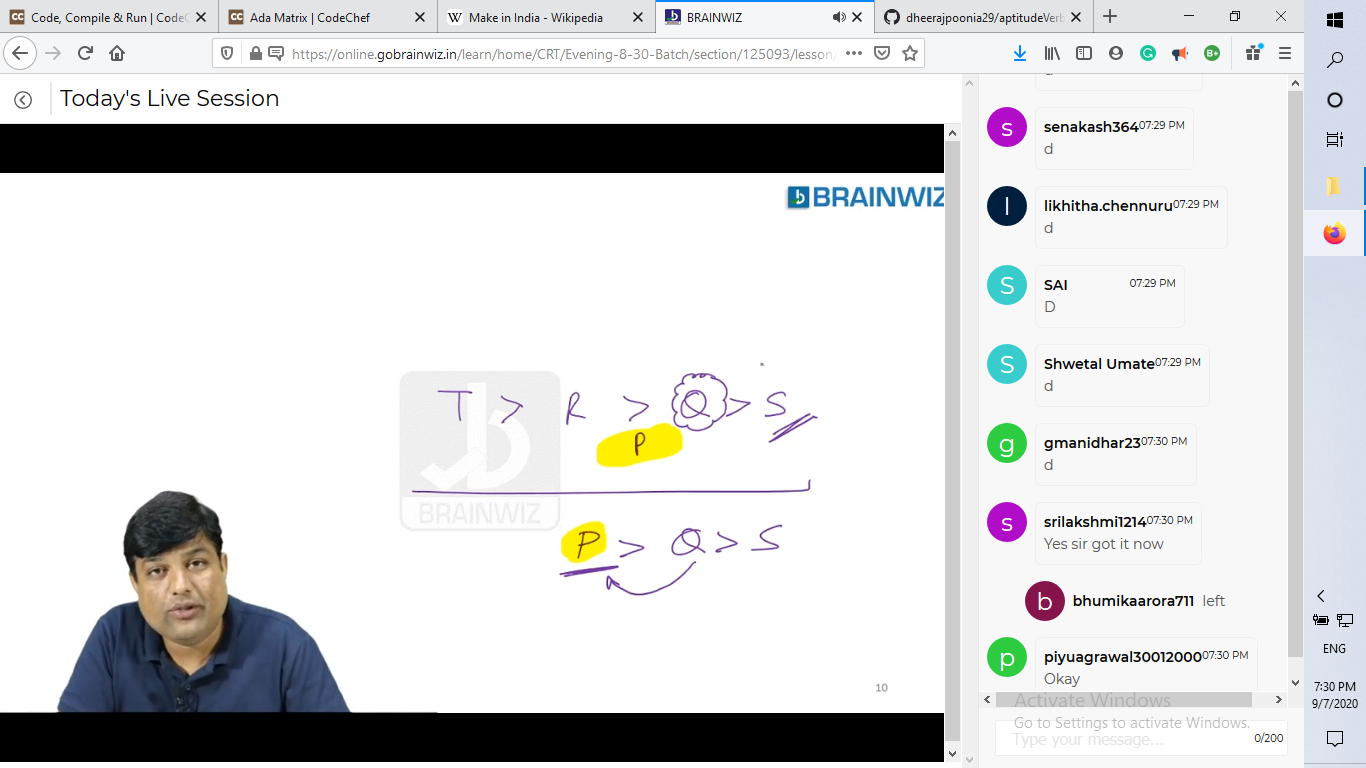 Code, Compile & Run | CodeC
Ada Matrix | CodeChef
Make in India - Wikipedia
BRAINWIZ
dheerajpoonia29/aptitudeVerb
https://online.gobrainwiz.in/learn/home/CRT/Evening-8-30-Batch/section/125093/lesson/
Today's Live Session
BRAINWIZ
T > R > Q > S
P
BRAINWIZ
P > Q > S
10
d
senakash364 07:29 PM
d
likhitha.chennuru 07:29 PM
d
SAI 07:29 PM
D
Shwetal Umate 07:29 PM
d
gmanidhar23 07:30 PM
d
srilakshmi1214 07:30 PM
Yes sir got it now
bhumikaarora711 left
piyuagrawal30012000 07:30 PM
Okay
Activate Windows
Go to Settings to activate Windows.
Type your message...
0/200
ENG
7:30 PM
9/7/2020